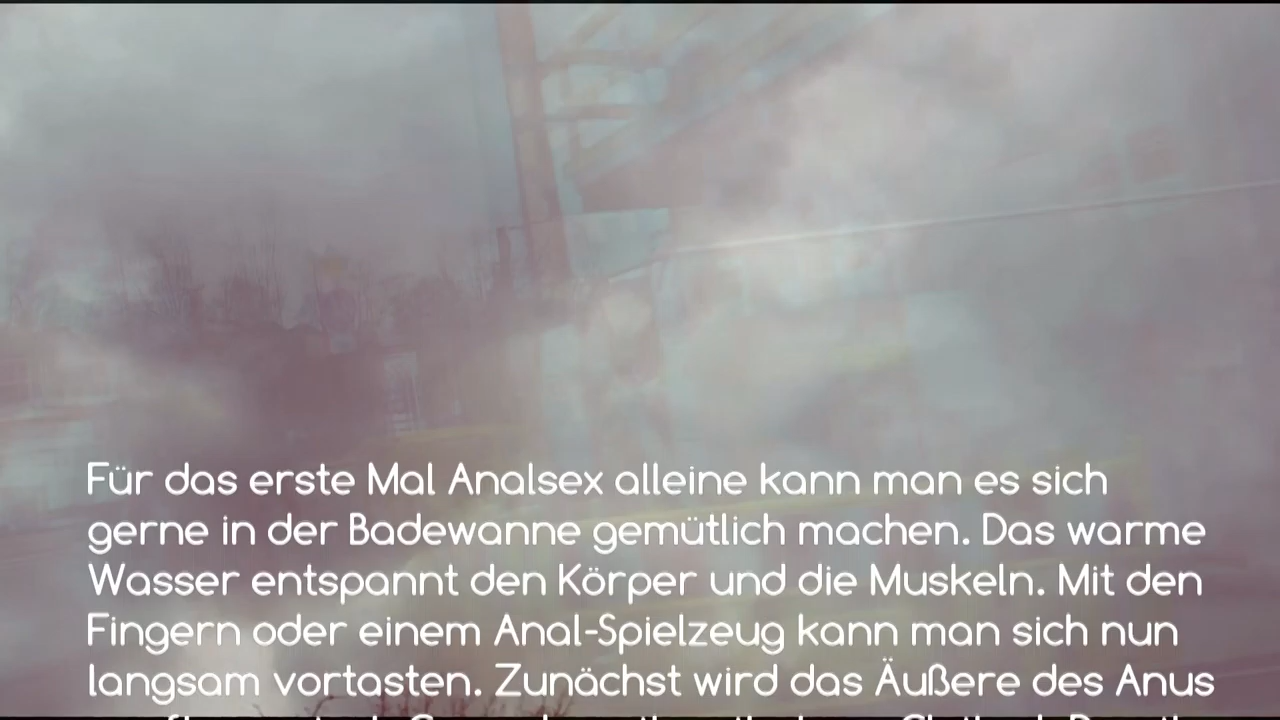 Für das erste Mal Analsex alleine kann man es sich
gerne in der Badewanne gemütlich machen. Das warme
Wasser entspannt den Körper und die Muskeln. Mit den
Fingern oder einem Anal-Spielzeug kann man sich nun
langsam vortasten. Zunächst wird das Äußere des Anus